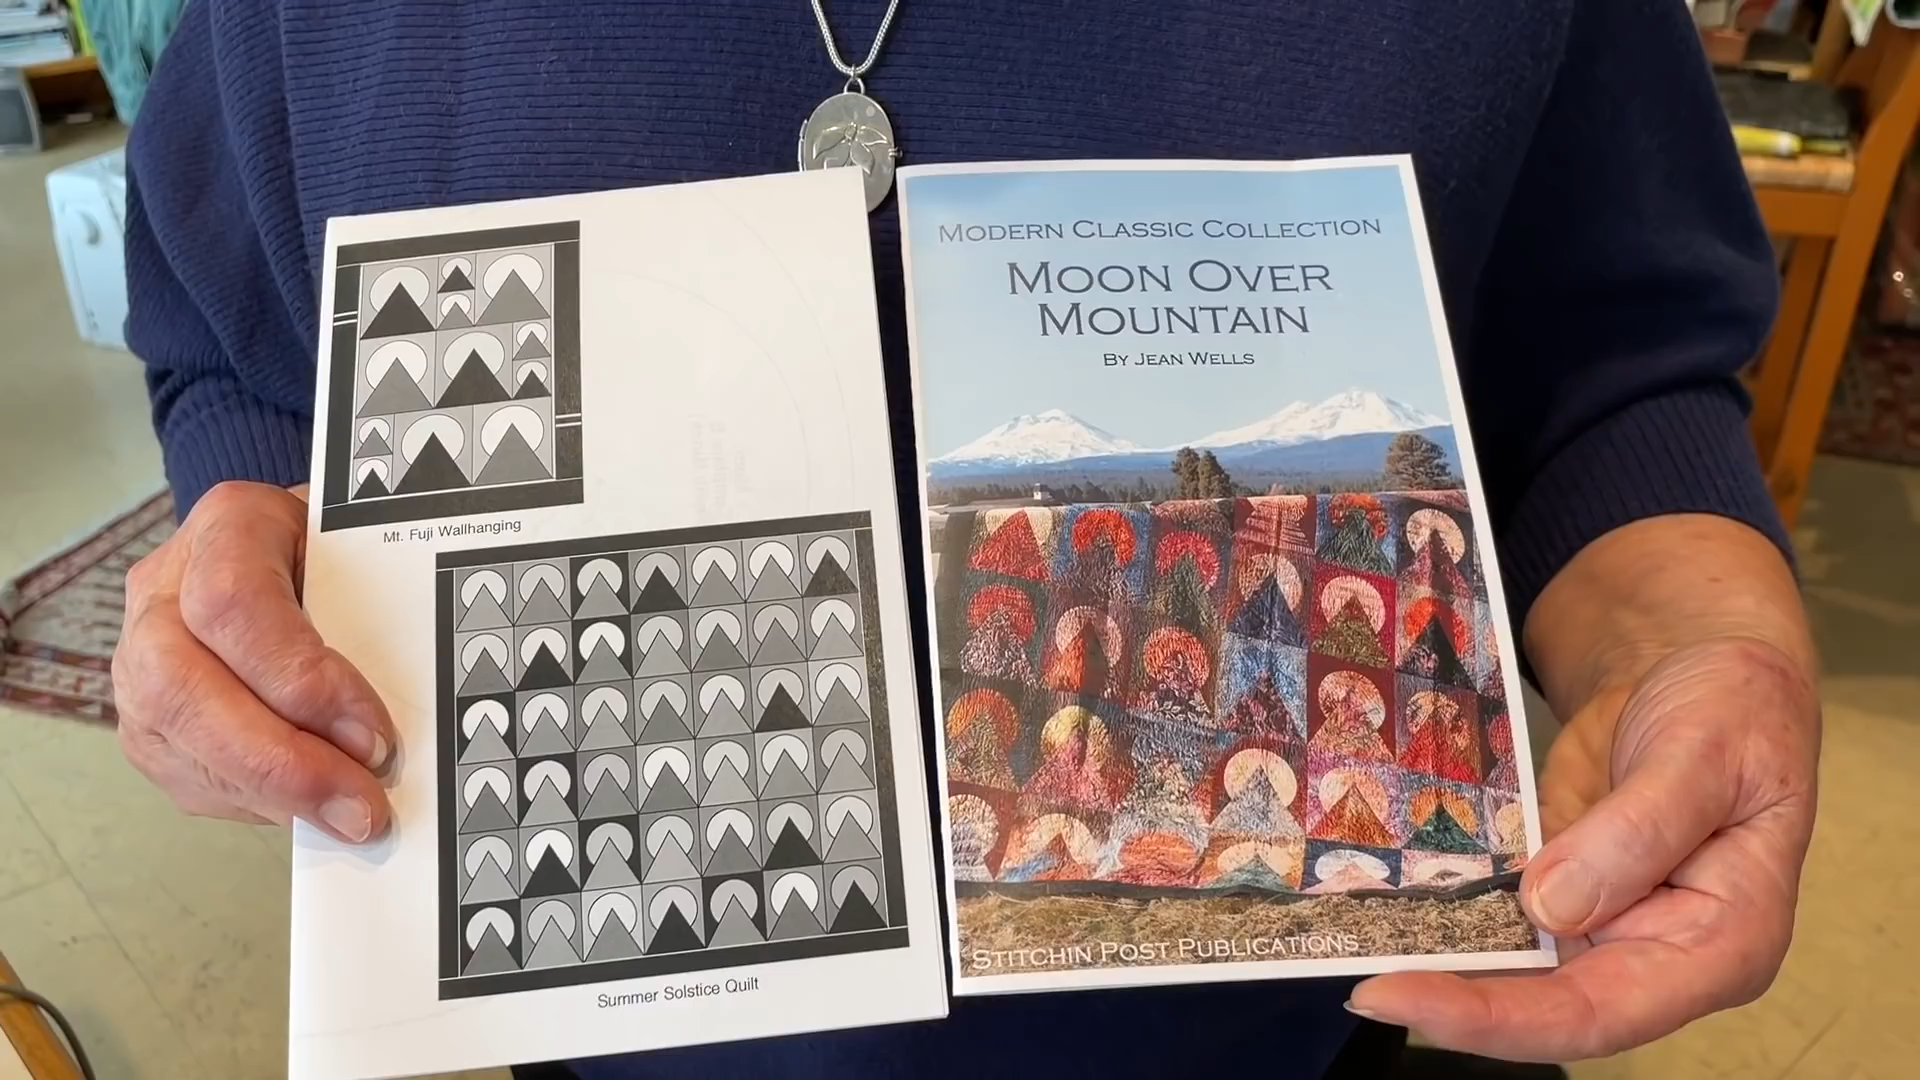 Mt. Fuji Wallhanging
Summer Solstice Quilt
MODERN CLASSIC COLLECTION
MOON OVER
MOUNTAIN
BY JEAN WELLS
STITCHIN POST PUBLICATIONS